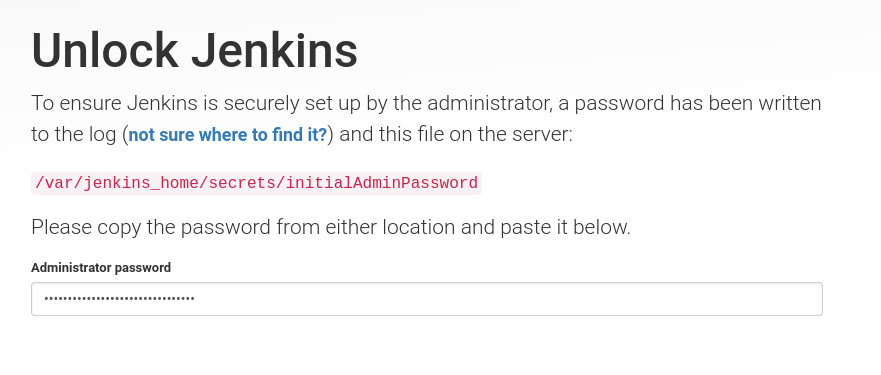 Unlock Jenkins
To ensure Jenkins is securely set up by the administrator, a password has been written
to the log (not sure where to find it?) and this file on the server:
/var/jenkins_home/secrets/initialAdminPassword
Please copy the password from either location and paste it below.
Administrator password
••••••••••••••••••••••••••••••••